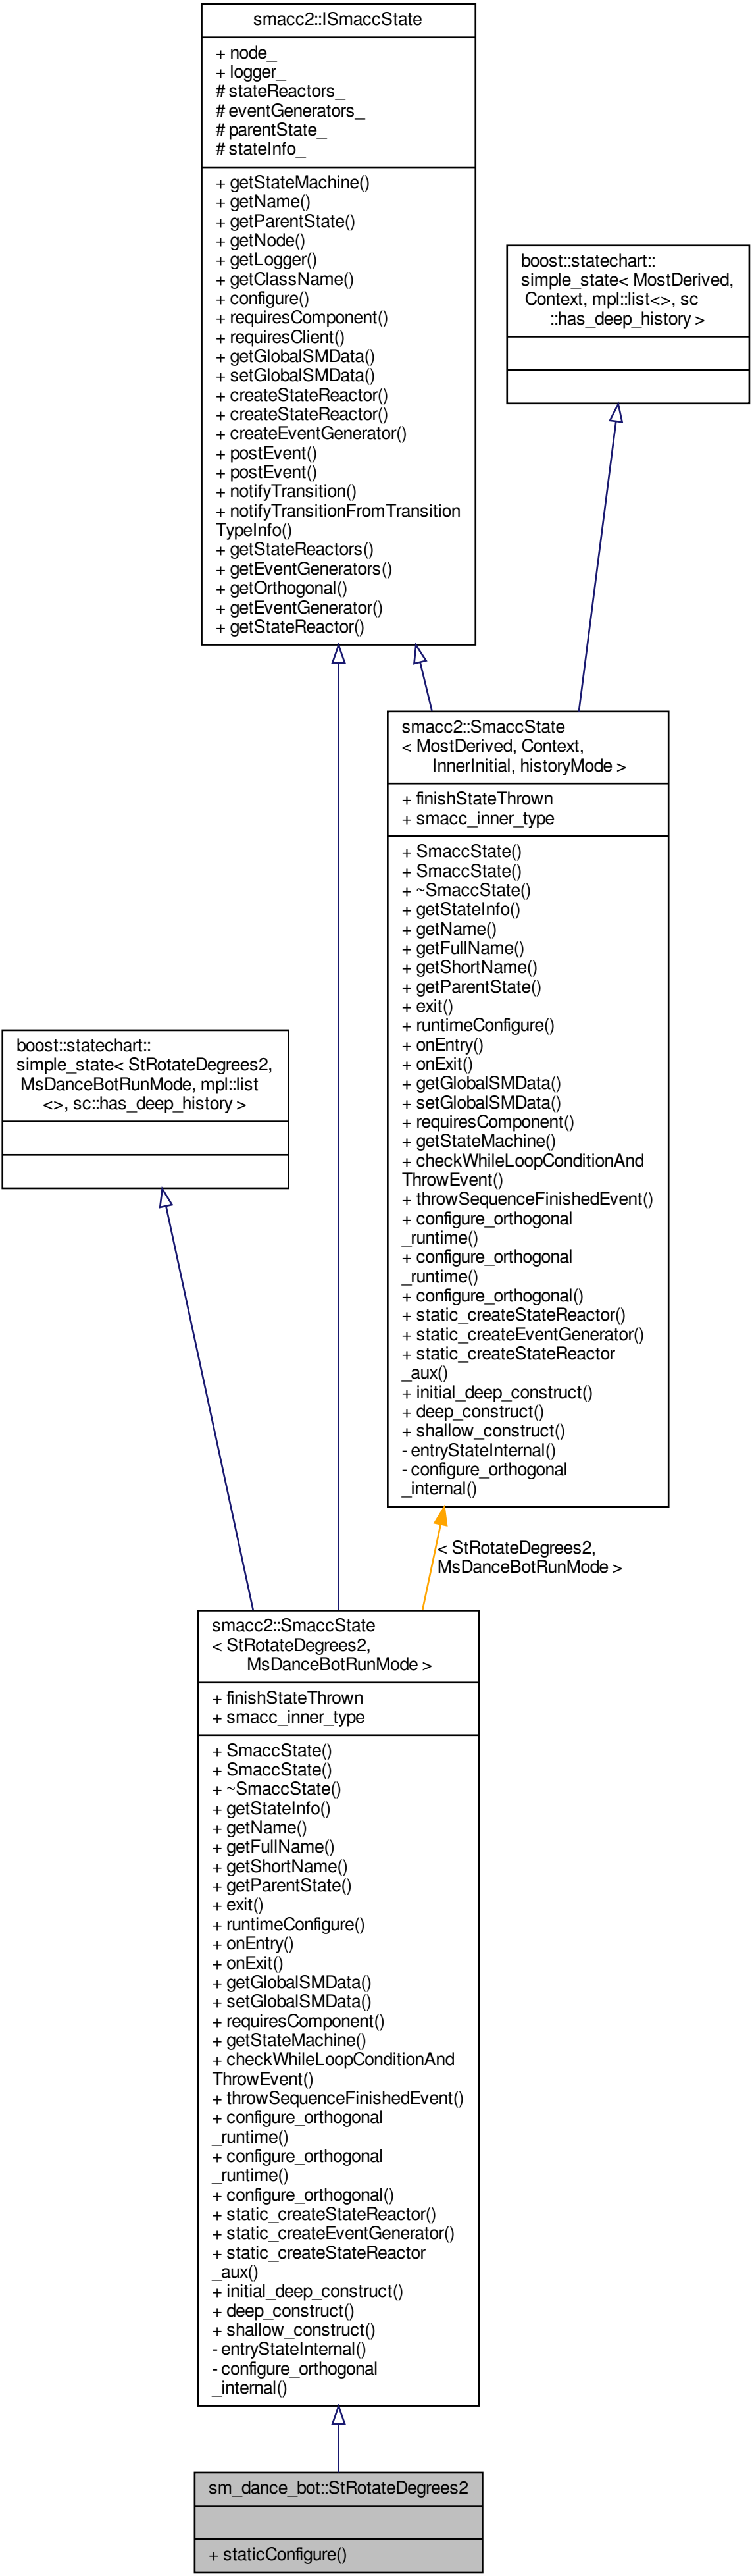 smacc2::ISmaccState
+ node_
+ logger_
# stateReactors_
# eventGenerators_
# parentState_
# stateInfo_
+ getStateMachine()
+ getName()
+ getParentState()
+ getNode()
+ getLogger()
+ getClassName()
+ configure()
+ requiresComponent()
+ requiresClient()
+ getGlobalSMData()
+ setGlobalSMData()
+ createStateReactor()
+ createStateReactor()
+ createEventGenerator()
+ postEvent()
+ postEvent()
+ notifyTransition()
+ notifyTransitionFromTransition
TypeInfo()
+ getStateReactors()
+ getEventGenerators()
+ getOrthogonal()
+ getEventGenerator()
+ getStateReactor()
boost::statechart::
simple_state< MostDerived,
Context, mpl::list<>, sc
::has_deep_history >
smacc2::SmaccState
< MostDerived, Context,
InnerInitial, historyMode >
+ finishStateThrown
+ smacc_inner_type
+ SmaccState()
+ SmaccState()
+ ~SmaccState()
+ getStateInfo()
+ getName()
+ getFullName()
+ getShortName()
+ getParentState()
+ exit()
+ runtimeConfigure()
+ onEntry()
+ onExit()
+ getGlobalSMData()
+ setGlobalSMData()
+ requiresComponent()
+ getStateMachine()
+ checkWhileLoopConditionAnd
ThrowEvent()
+ throwSequenceFinishedEvent()
+ configure_orthogonal
_runtime()
+ configure_orthogonal
_runtime()
+ configure_orthogonal()
+ static_createStateReactor()
+ static_createEventGenerator()
+ static_createStateReactor
_aux()
+ initial_deep_construct()
+ deep_construct()
+ shallow_construct()
- entryStateInternal()
- configure_orthogonal
_internal()
boost::statechart::
simple_state< StRotateDegrees2,
MsDanceBotRunMode, mpl::list
<>, sc::has_deep_history >
< StRotateDegrees2,
MsDanceBotRunMode >
smacc2::SmaccState
< StRotateDegrees2,
MsDanceBotRunMode >
+ finishStateThrown
+ smacc_inner_type
+ SmaccState()
+ SmaccState()
+ ~SmaccState()
+ getStateInfo()
+ getName()
+ getFullName()
+ getShortName()
+ getParentState()
+ exit()
+ runtimeConfigure()
+ onEntry()
+ onExit()
+ getGlobalSMData()
+ setGlobalSMData()
+ requiresComponent()
+ getStateMachine()
+ checkWhileLoopConditionAnd
ThrowEvent()
+ throwSequenceFinishedEvent()
+ configure_orthogonal
_runtime()
+ configure_orthogonal
_runtime()
+ configure_orthogonal()
+ static_createStateReactor()
+ static_createEventGenerator()
+ static_createStateReactor
_aux()
+ initial_deep_construct()
+ deep_construct()
+ shallow_construct()
- entryStateInternal()
- configure_orthogonal
_internal()
sm_dance_bot::StRotateDegrees2
+ staticConfigure()